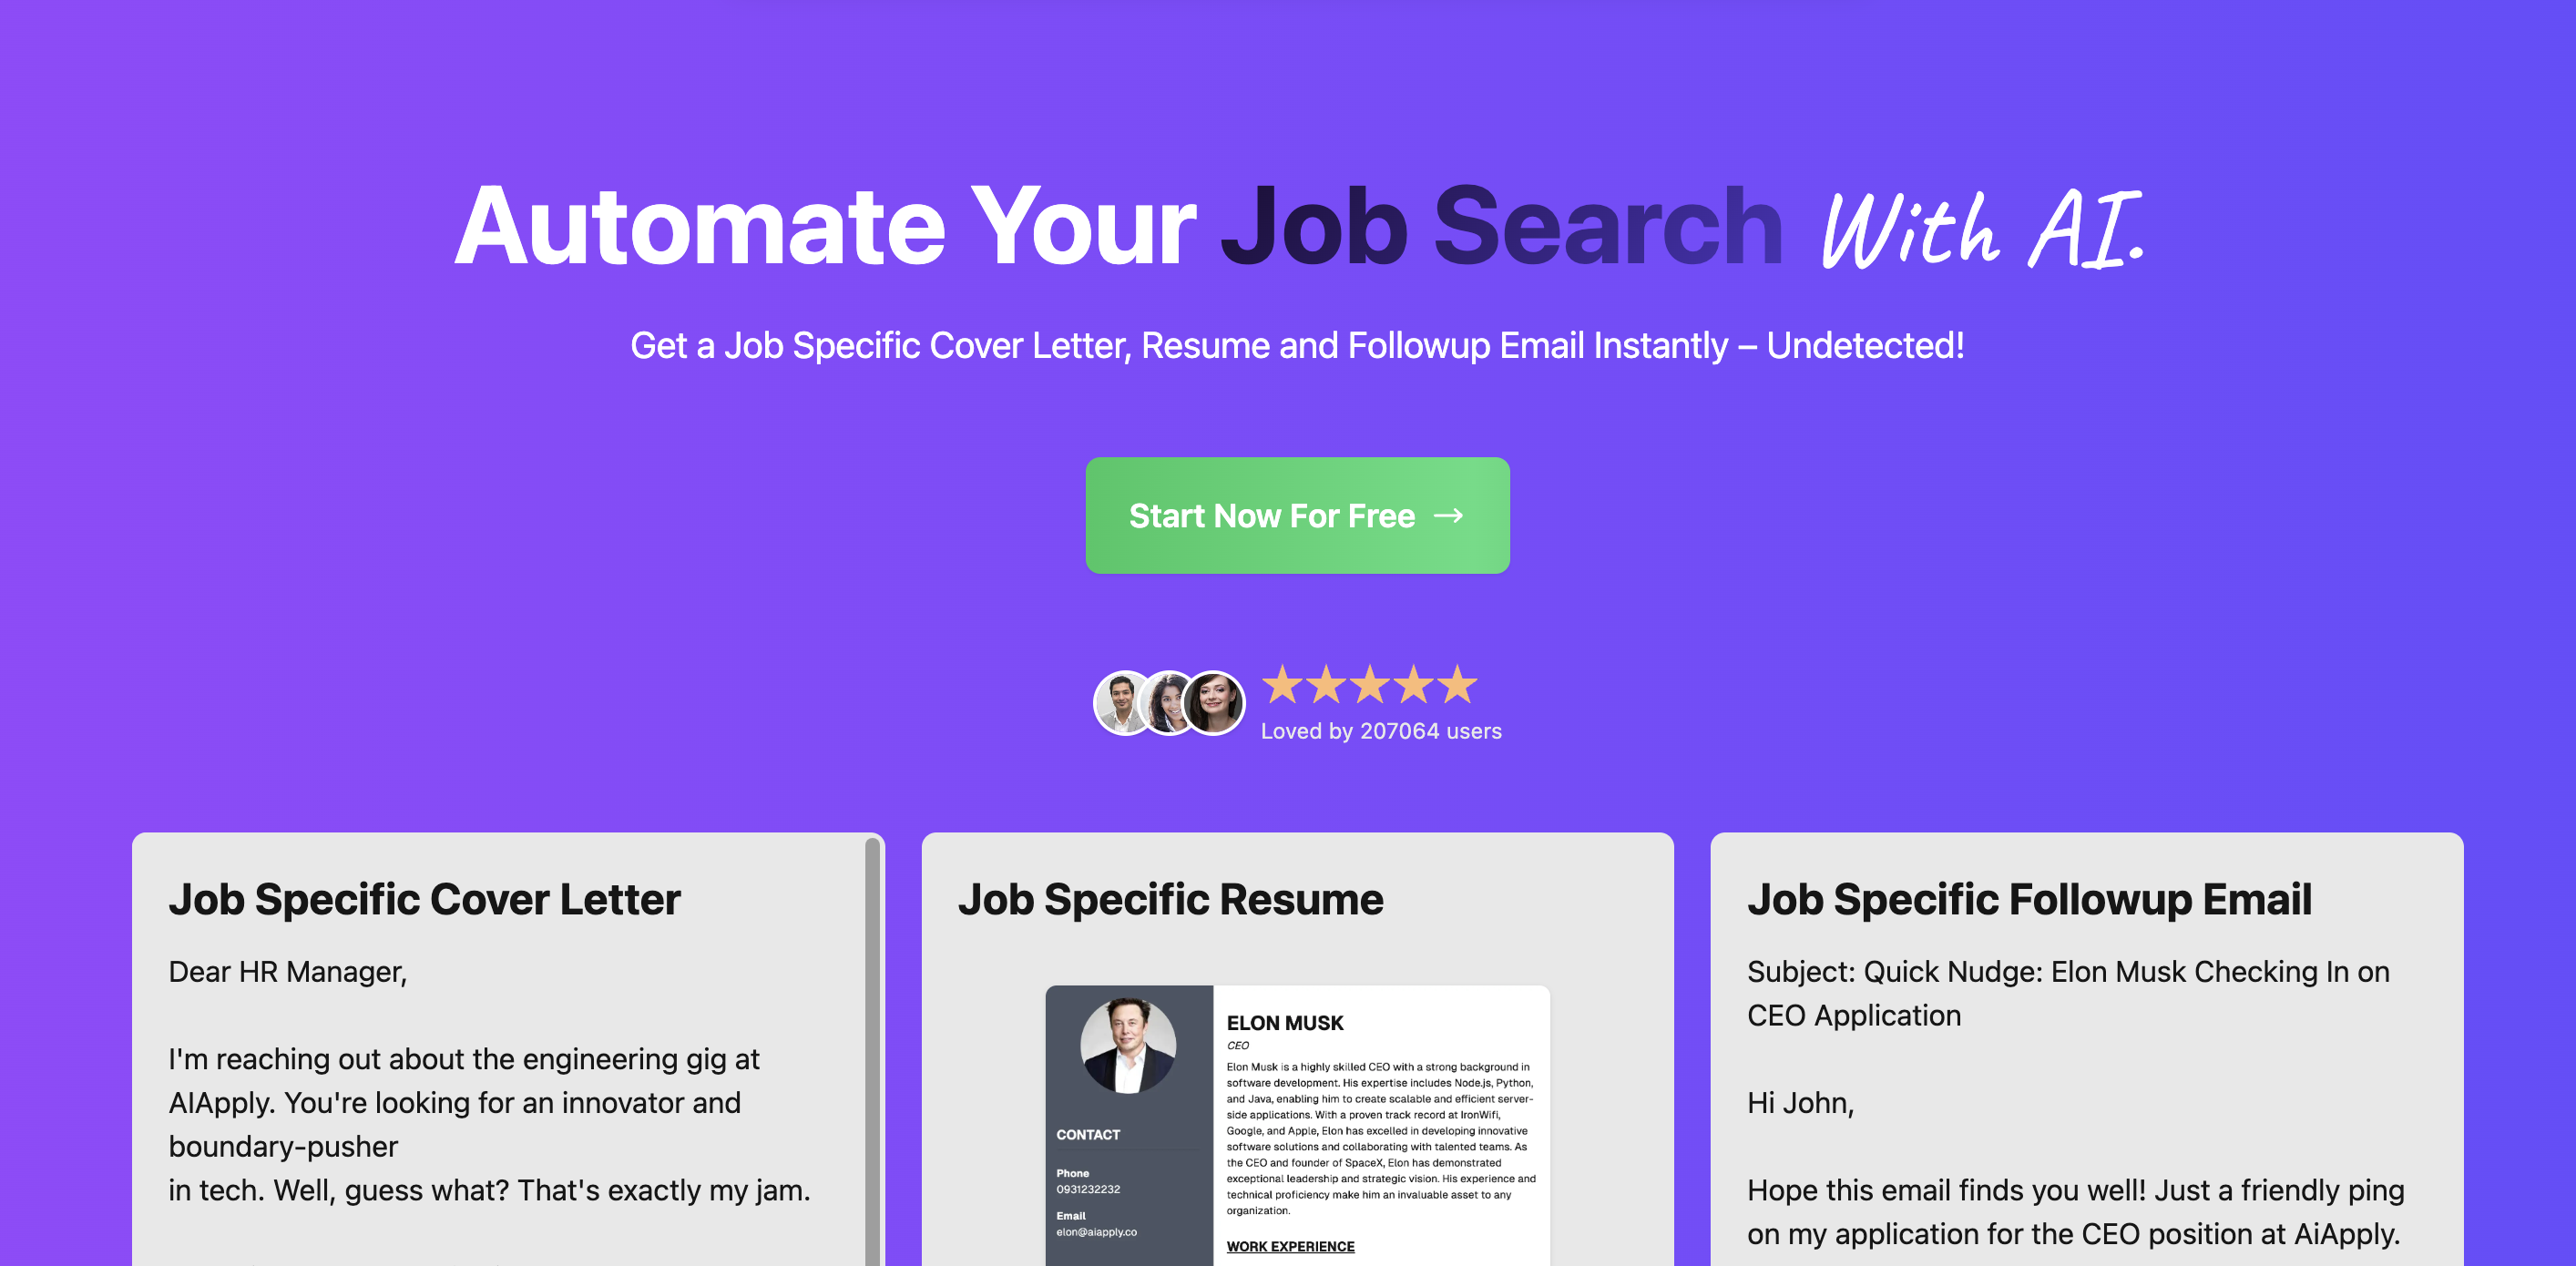 Automate Your Job Search With AI.
Get a Job Specific Cover Letter, Resume and Followup Email Instantly – Undetected!
Start Now For Free →
Loved by 207064 users
Job Specific Cover Letter
Dear HR Manager,
I'm reaching out about the engineering gig at
AIApply. You're looking for an innovator and
boundary-pusher
in tech. Well, guess what? That's exactly my jam.
Job Specific Resume
CONTACT
Phone
0931232232
Email
elon@aiapply.co
ELON MUSK
CEO
Elon Musk is a highly skilled CEO with a strong background in
software development. His expertise includes Node.js, Python,
and Java, enabling him to create scalable and efficient server-
side applications. With a proven track record at IronWifi,
Google, and Apple, Elon has excelled in developing innovative
software solutions and collaborating with talented teams. As
the CEO and founder of SpaceX, Elon has demonstrated
exceptional leadership and strategic vision. His experience and
technical proficiency make him an invaluable asset to any
organization.
WORK EXPERIENCE
Job Specific Followup Email
Subject: Quick Nudge: Elon Musk Checking In on
CEO Application
Hi John,
Hope this email finds you well! Just a friendly ping
on my application for the CEO position at AiApply.